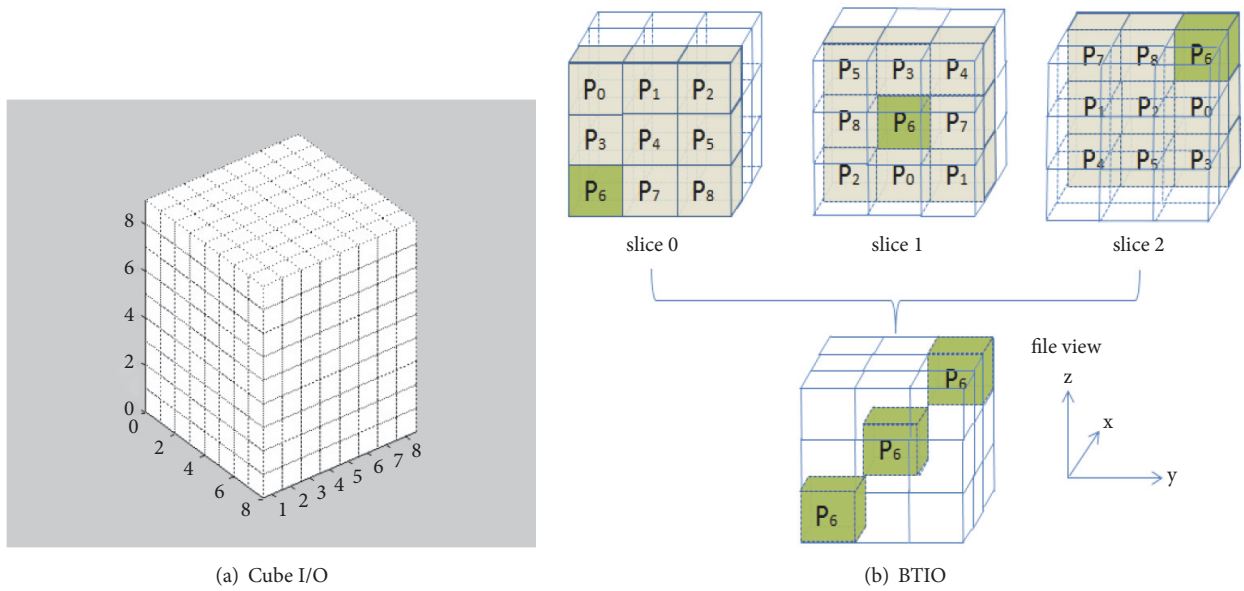 8
6
4
2
0
0
2
4
6
8
1
2
3
4
5
6
7
8
(a) Cube I/O
P0 P1 P2
P3 P4 P5
P6 P7 P8
slice 0
P5 P3 P4
P8 P6 P7
P2 P0 P1
slice 1
P7 P8 P6
P1 P2 P0
P4 P5 P3
slice 2
P6
P6
P6
file view
z
x
y
(b) BTIO